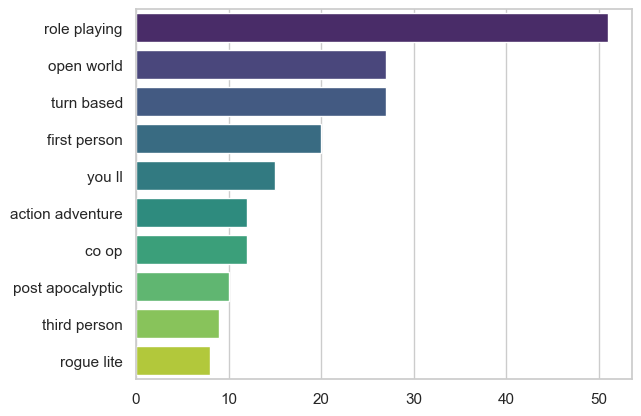 role playing
open world
turn based
first person
you ll
action adventure
co op
post apocalyptic
third person
rogue lite
0 10 20 30 40 50